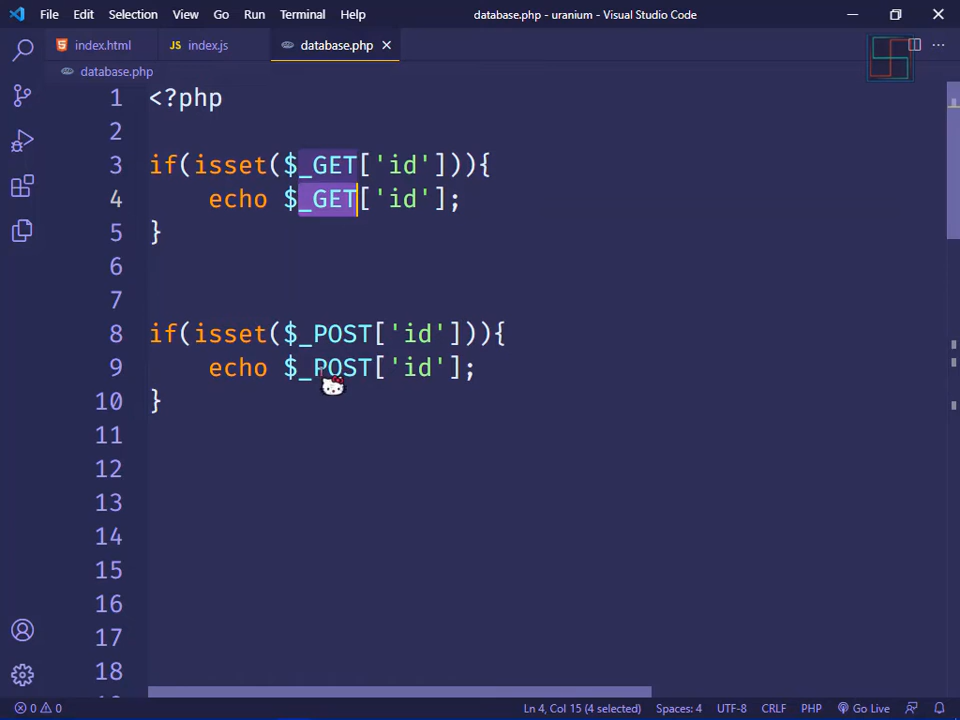 File Edit Selection View Go Run Terminal Help database.php - uranium - Visual Studio Code
index.html JS index.js database.php
database.php
1 <?php
2
3 if(isset($_GET['id'])){
4     echo $_GET['id'];
5 }
6
7
8 if(isset($_POST['id'])){
9     echo $_POST['id'];
10 }
11
12
13
14
15
16
17
18
0 0 Ln 4, Col 15 (4 selected) Spaces: 4 UTF-8 CRLF PHP Go Live